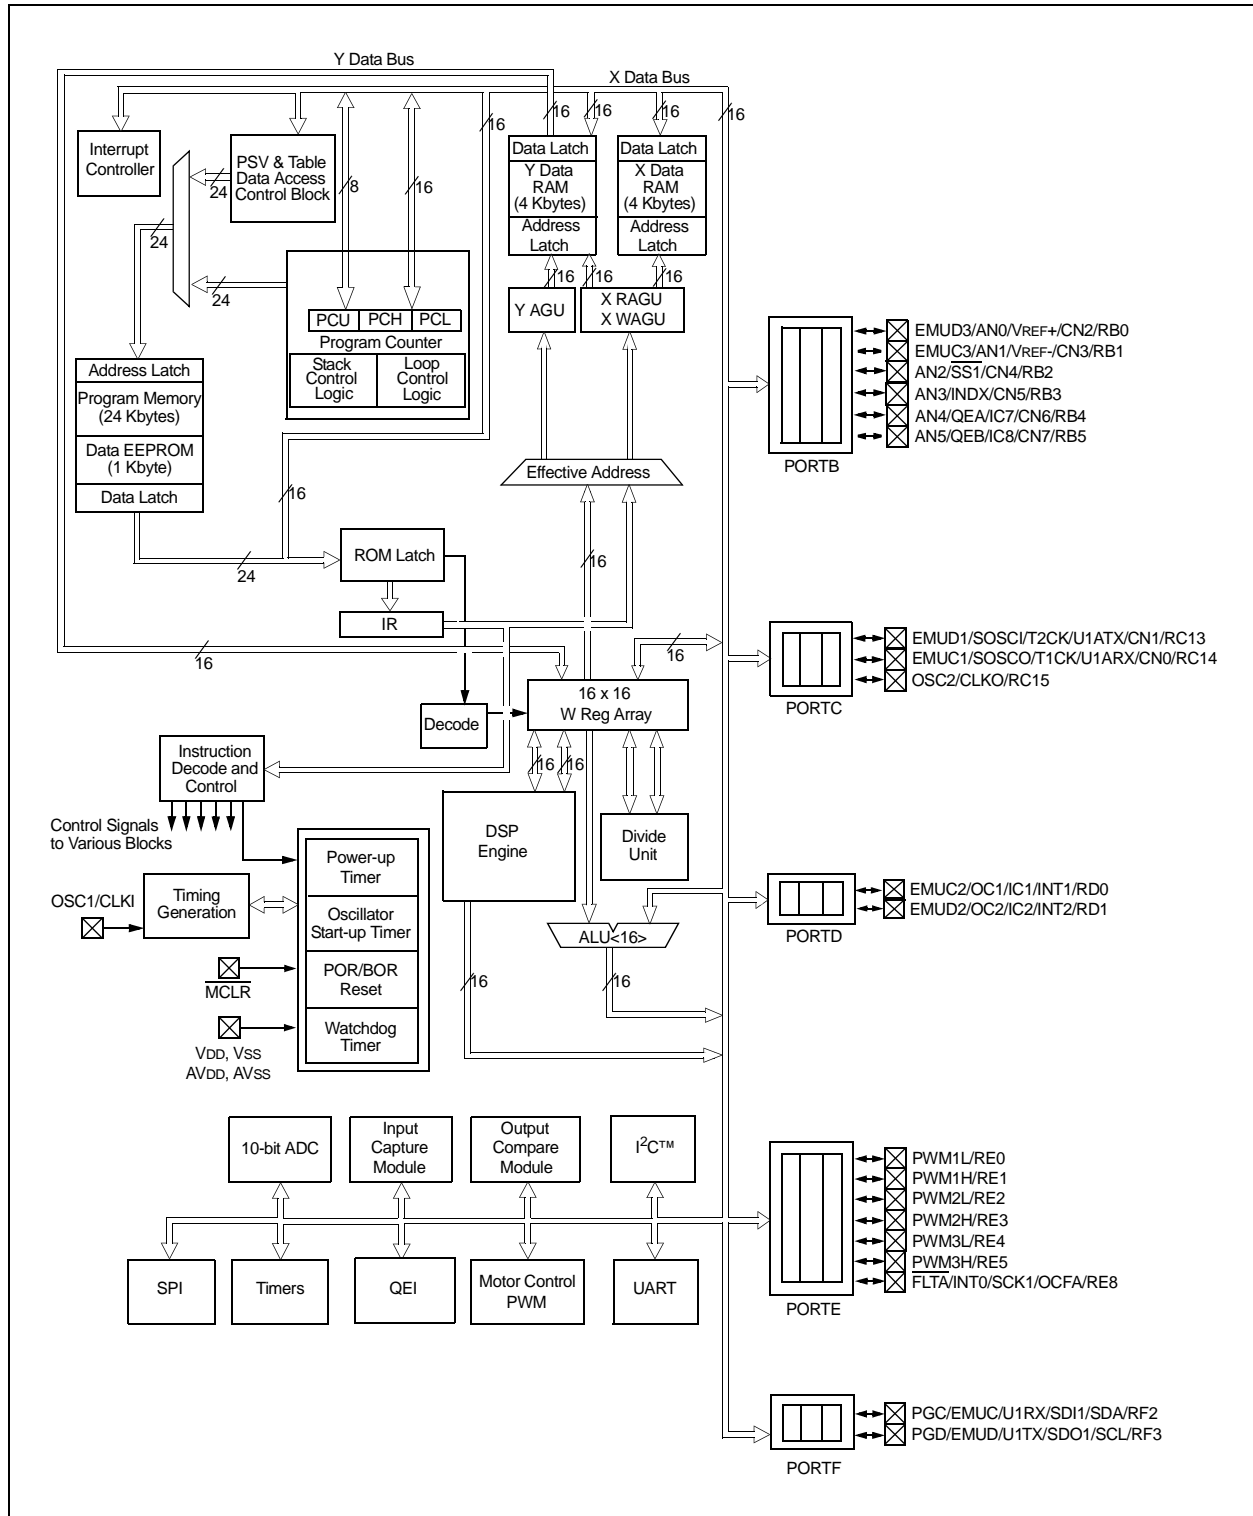 Y Data Bus
X Data Bus
16
16
16
16
16
Interrupt
Controller
PSV & Table
Data Access
Control Block
24
24
24
8
16
Data Latch
Y Data
RAM
(4 Kbytes)
Address
Latch
Data Latch
X Data
RAM
(4 Kbytes)
Address
Latch
16
16
16
Y AGU
X RAGU
X WAGU
PCU
PCH
PCL
Program Counter
Stack
Control
Logic
Loop
Control
Logic
Address Latch
Program Memory
(24 Kbytes)
Data EEPROM
(1 Kbyte)
Data Latch
16
24
Effective Address
16
ROM Latch
IR
16
16
16 x 16
W Reg Array
Decode
Instruction
Decode and
Control
16
16
Control Signals
to Various Blocks
DSP
Engine
Divide
Unit
Power-up
Timer
Oscillator
Start-up Timer
POR/BOR
Reset
Watchdog
Timer
OSC1/CLKI
Timing
Generation
MCLR
VDD, VSS
AVDD, AVSS
ALU<16>
16
16
10-bit ADC
Input
Capture
Module
Output
Compare
Module
I²C™
SPI
Timers
QEI
Motor Control
PWM
UART
EMUD3/AN0/VREF+/CN2/RB0
EMUC3/AN1/VREF-/CN3/RB1
AN2/SS1/CN4/RB2
AN3/INDX/CN5/RB3
AN4/QEA/IC7/CN6/RB4
AN5/QEB/IC8/CN7/RB5
PORTB
EMUD1/SOSCI/T2CK/U1ATX/CN1/RC13
EMUC1/SOSCO/T1CK/U1ARX/CN0/RC14
OSC2/CLKO/RC15
PORTC
EMUC2/OC1/IC1/INT1/RD0
EMUD2/OC2/IC2/INT2/RD1
PORTD
PWM1L/RE0
PWM1H/RE1
PWM2L/RE2
PWM2H/RE3
PWM3L/RE4
PWM3H/RE5
FLTA/INT0/SCK1/OCFA/RE8
PORTE
PGC/EMUC/U1RX/SDI1/SDA/RF2
PGD/EMUD/U1TX/SDO1/SCL/RF3
PORTF